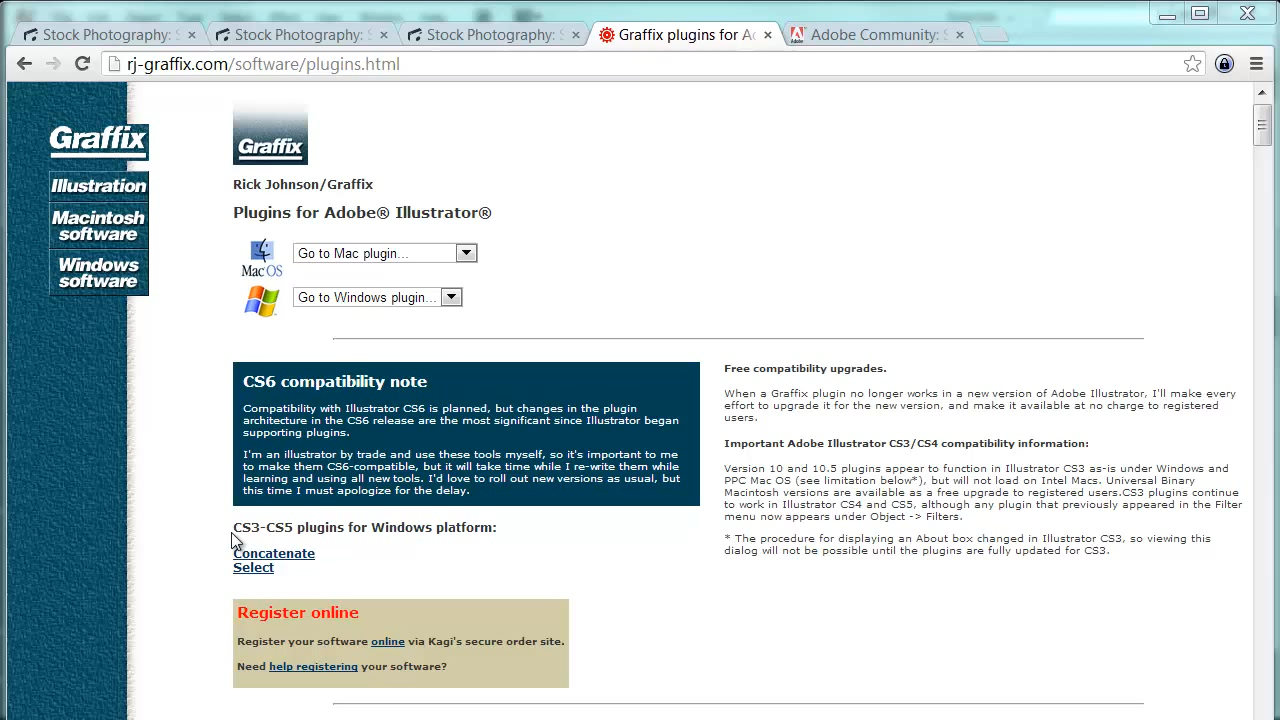 Stock Photography: S
Stock Photography: S
Stock Photography: S
Graffix plugins for Ad
Adobe Community: S
rj-graffix.com/software/plugins.html
Graffix
Illustration
Macintosh
software
Windows
software
Graffix
Rick Johnson/Graffix
Plugins for Adobe® Illustrator®
MacOS
Go to Mac plugin...
Go to Windows plugin...
CS6 compatibility note
Compatibility with Illustrator CS6 is planned, but changes in the plugin
architecture in the CS6 release are the most significant since Illustrator began
supporting plugins.
I'm an illustrator by trade and use these tools myself, so it's important to me
to make them CS6-compatible, but it will take time while I re-write them while
learning and using all new tools. I'd love to roll out new versions as usual, but
this time I must apologize for the delay.
CS3-CS5 plugins for Windows platform:
Concatenate
Select
Register online
Register your software online via Kagi's secure order site.
Need help registering your software?
Free compatibility upgrades.
When a Graffix plugin no longer works in a new version of Adobe Illustrator, I'll make every
effort to upgrade it for the new version, and make it available at no charge to registered
users.
Important Adobe Illustrator CS3/CS4 compatibility information:
Version 10 and 10.5 plugins appear to function in Illustrator CS3 as-is under Windows and
PPC Mac OS (see limitation below*), but will not load on Intel Macs. Universal Binary
Macintosh versions are available as a free upgrade to registered users.CS3 plugins continue
to work in Illustrator CS4 and CS5, although any plugin that previously appeared in the Filter
menu now appears under Object -> Filters.
* The procedure for displaying an About box changed in Illustrator CS3, so viewing this
dialog will not be possible until the plugins are fully updated for CS3.